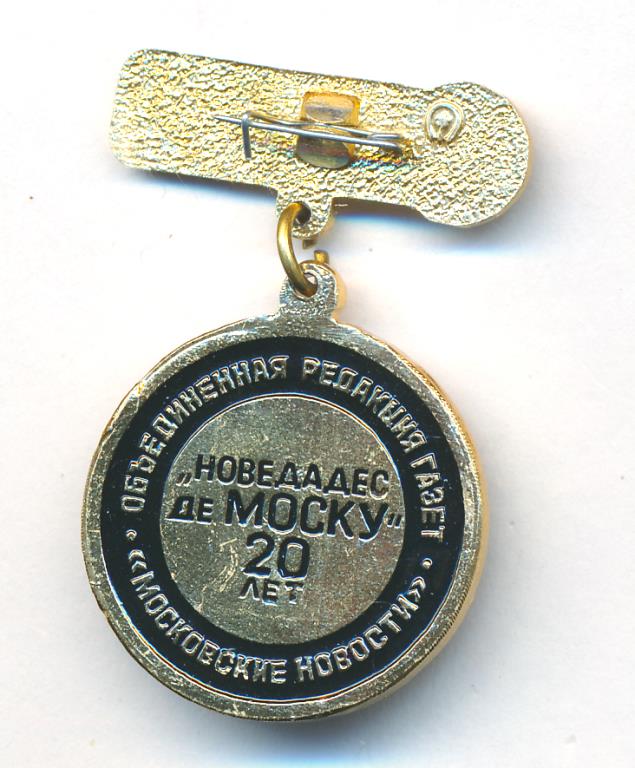 ОБЪЕДИНЕННАЯ РЕДАКЦИЯ ГАЗЕТ
„НОВЕДАДЕС
ДЕ МОСКУ“
20
ЛЕТ
«МОСКОВСКИЕ НОВОСТИ»